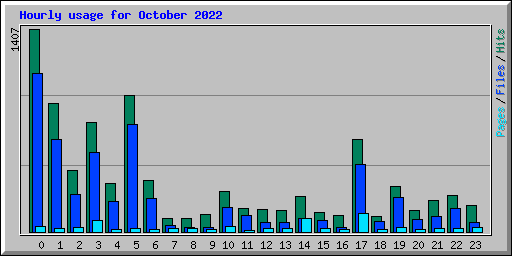 Hourly usage for October 2022
1407
Pages/Files/Hits
0 1 2 3 4 5 6 7 8 9 10 11 12 13 14 15 16 17 18 19 20 21 22 23